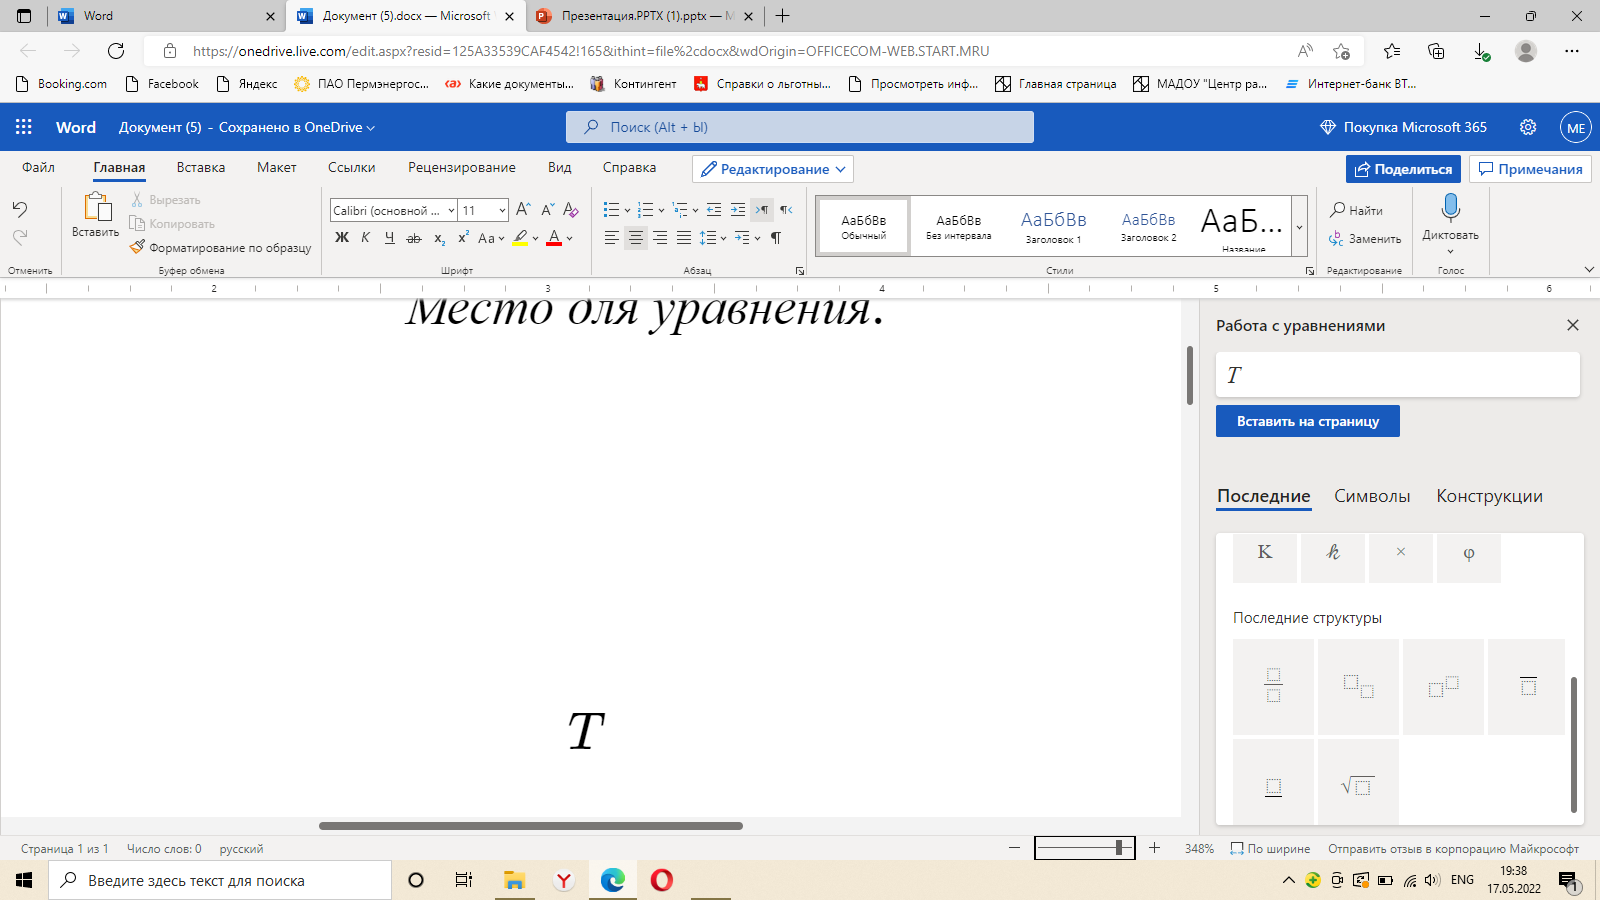 Word
Документ (5).docx — Microsoft
Презентация.PPTX (1).pptx — M
https://onedrive.live.com/edit.aspx?resid=125A33539CAF4542!165&ithint=file%2cdocx&wdOrigin=OFFICECOM-WEB.START.MRU
Booking.com
Facebook
Яндекс
ПАО Пермэнергос...
Какие документы...
Контингент
Справки о льготны...
Просмотреть инф...
Главная страница
МАДОУ "Центр ра...
Интернет-банк ВТ...
Word
Документ (5) - Сохранено в OneDrive
Поиск (Alt + Ы)
Покупка Microsoft 365
ME
Файл
Главная
Вставка
Макет
Ссылки
Рецензирование
Вид
Справка
Редактирование
Поделиться
Примечания
Отменить
Вставить
Вырезать
Копировать
Форматирование по образцу
Буфер обмена
Calibri (основной ...
11
Ж К Ч ab x₂ x² Aa A
Шрифт
Абзац
АаБбВв
Обычный
АаБбВв
Без интервала
АаБбВв
Заголовок 1
АаБбВв
Заголовок 2
АаБ...
Название
Стили
Найти
Заменить
Редактирование
Диктовать
Голос
2 3 4 5 6
Место для уравнения.
T
Работа с уравнениями
T
Вставить на страницу
Последние
Символы
Конструкции
K 𝓀 × φ
Последние структуры
Страница 1 из 1
Число слов: 0
русский
348%
По ширине
Отправить отзыв в корпорацию Майкрософт
Введите здесь текст для поиска
ENG
19:38
17.05.2022
1